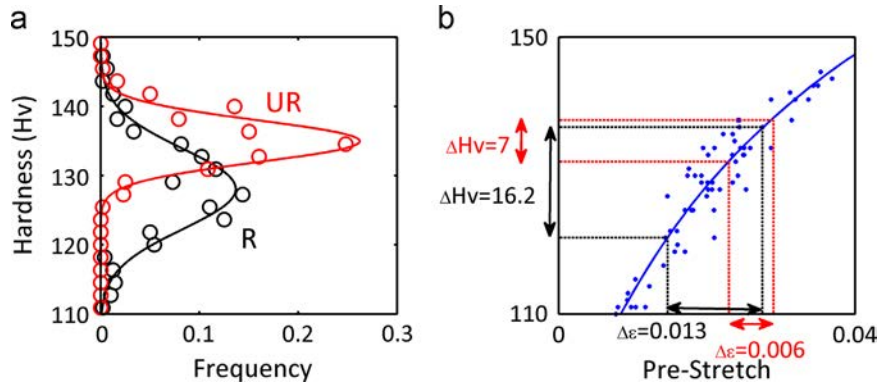 a
150
140
130
120
110
Hardness (Hv)
UR
R
0
0.1
0.2
0.3
Frequency
b
150
110
ΔHv=7
ΔHv=16.2
0
0.04
Δε=0.013
Δε=0.006
Pre-Stretch